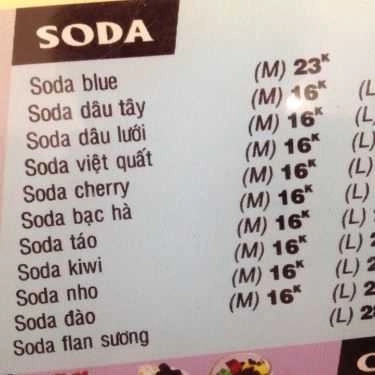 SODA
Soda blue (M) 23K
Soda dâu tây (M) 16K (L)
Soda dâu lưới (M) 16K (L)
Soda việt quất (M) 16K (L)
Soda cherry (M) 16K (L)
Soda bạc hà (M) 16K (L)
Soda táo (M) 16K (L)
Soda kiwi (M) 16K (L)
Soda nho (M) 16K (L)
Soda đào (M) 16K (L)
Soda flan sương (L)